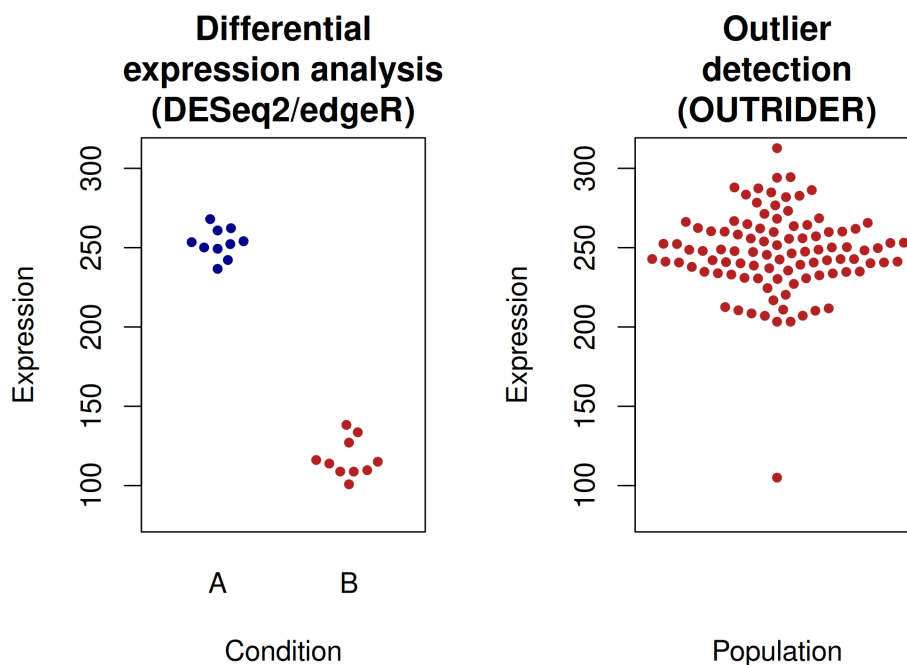 Differential
expression analysis
(DESeq2/edgeR)
300
250
200
150
100
Expression
A B
Condition
Outlier
detection
(OUTRIDER)
300
250
200
150
100
Expression
Population